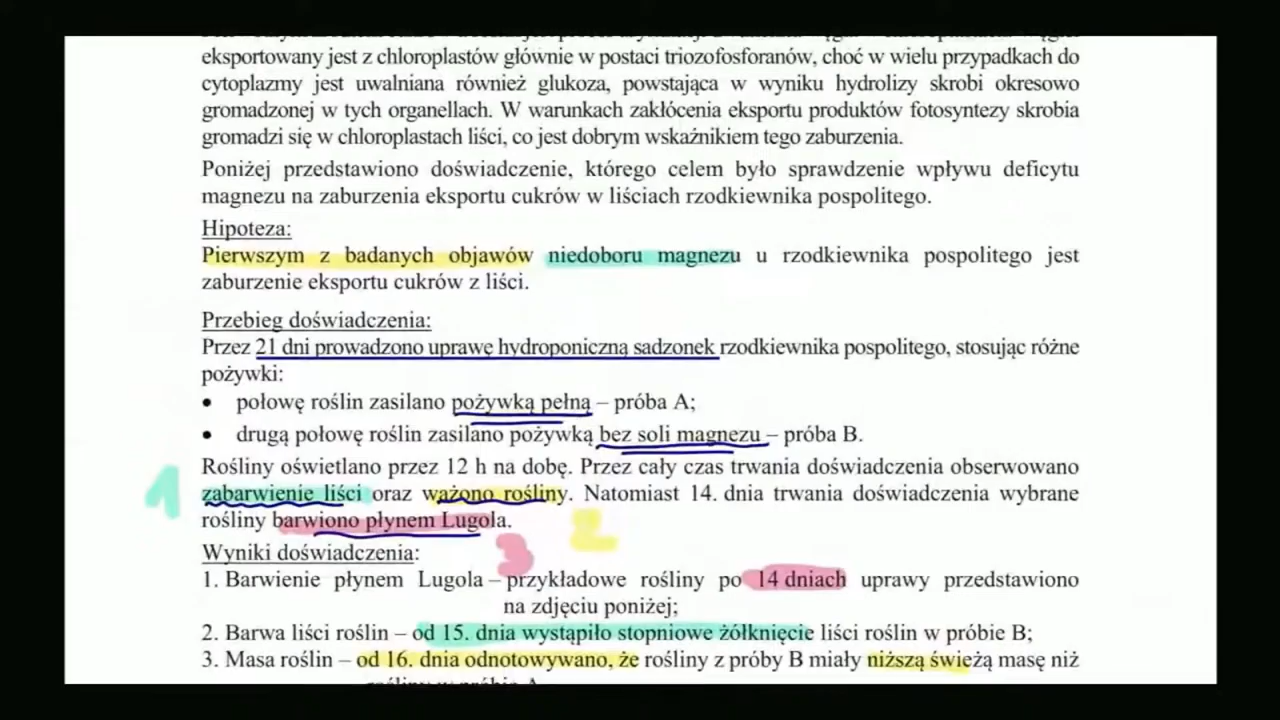 eksportowany jest z chloroplastów głównie w postaci triozofosforanów, choć w wielu przypadkach do
cytoplazmy jest uwalniana również glukoza, powstająca w wyniku hydrolizy skrobi okresowo
gromadzonej w tych organellach. W warunkach zakłócenia eksportu produktów fotosyntezy skrobia
gromadzi się w chloroplastach liści, co jest dobrym wskaźnikiem tego zaburzenia.
Poniżej przedstawiono doświadczenie, którego celem było sprawdzenie wpływu deficytu
magnezu na zaburzenia eksportu cukrów w liściach rzodkiewnika pospolitego.
Hipoteza:
Pierwszym z badanych objawów niedoboru magnezu u rzodkiewnika pospolitego jest
zaburzenie eksportu cukrów z liści.
Przebieg doświadczenia:
Przez 21 dni prowadzono uprawę hydroponiczną sadzonek rzodkiewnika pospolitego, stosując różne
pożywki:
• połowę roślin zasilano pożywką pełną – próba A;
• drugą połowę roślin zasilano pożywką bez soli magnezu – próba B.
Rośliny oświetlano przez 12 h na dobę. Przez cały czas trwania doświadczenia obserwowano
1 zabarwienie liści oraz ważono rośliny. Natomiast 14. dnia trwania doświadczenia wybrane
rośliny barwiono płynem Lugola. 2
Wyniki doświadczenia: 3
1. Barwienie płynem Lugola – przykładowe rośliny po 14 dniach uprawy przedstawiono
na zdjęciu poniżej;
2. Barwa liści roślin – od 15. dnia wystąpiło stopniowe żółknięcie liści roślin w próbie B;
3. Masa roślin – od 16. dnia odnotowywano, że rośliny z próby B miały niższą świeżą masę niż